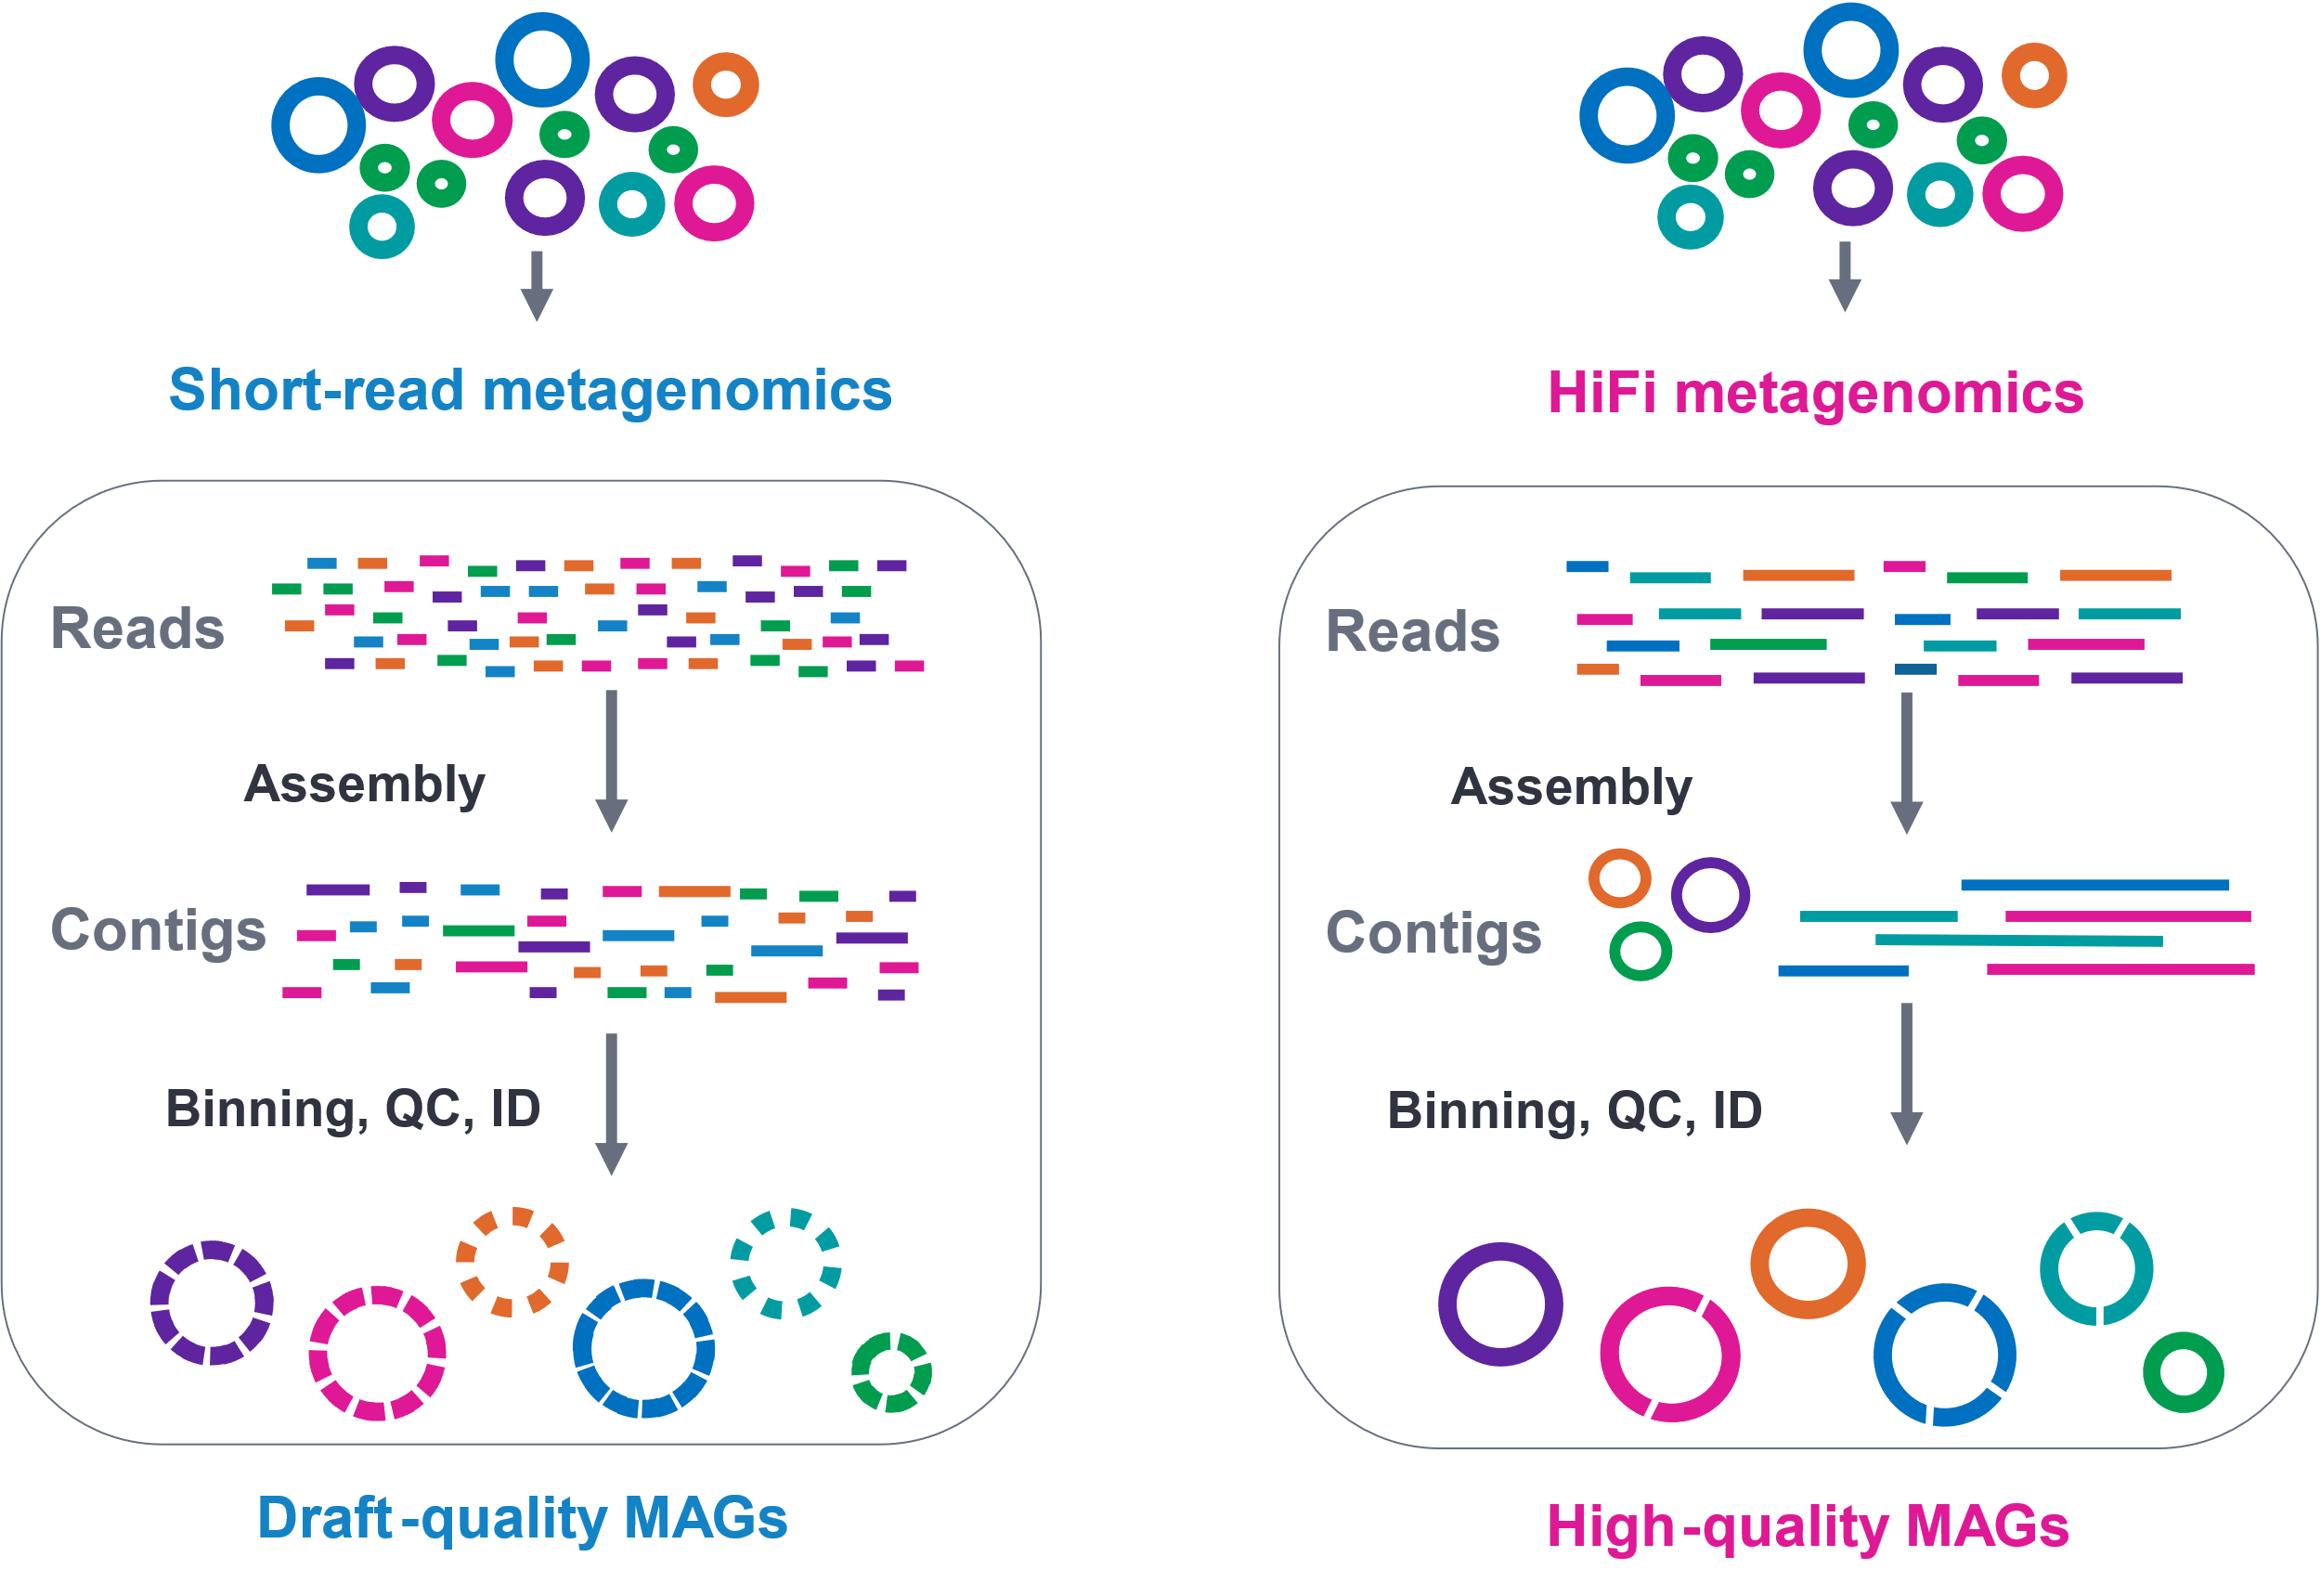 Short-read metagenomics
Reads
Assembly
Contigs
Binning, QC, ID
Draft-quality MAGs
HiFi metagenomics
Reads
Assembly
Contigs
Binning, QC, ID
High-quality MAGs